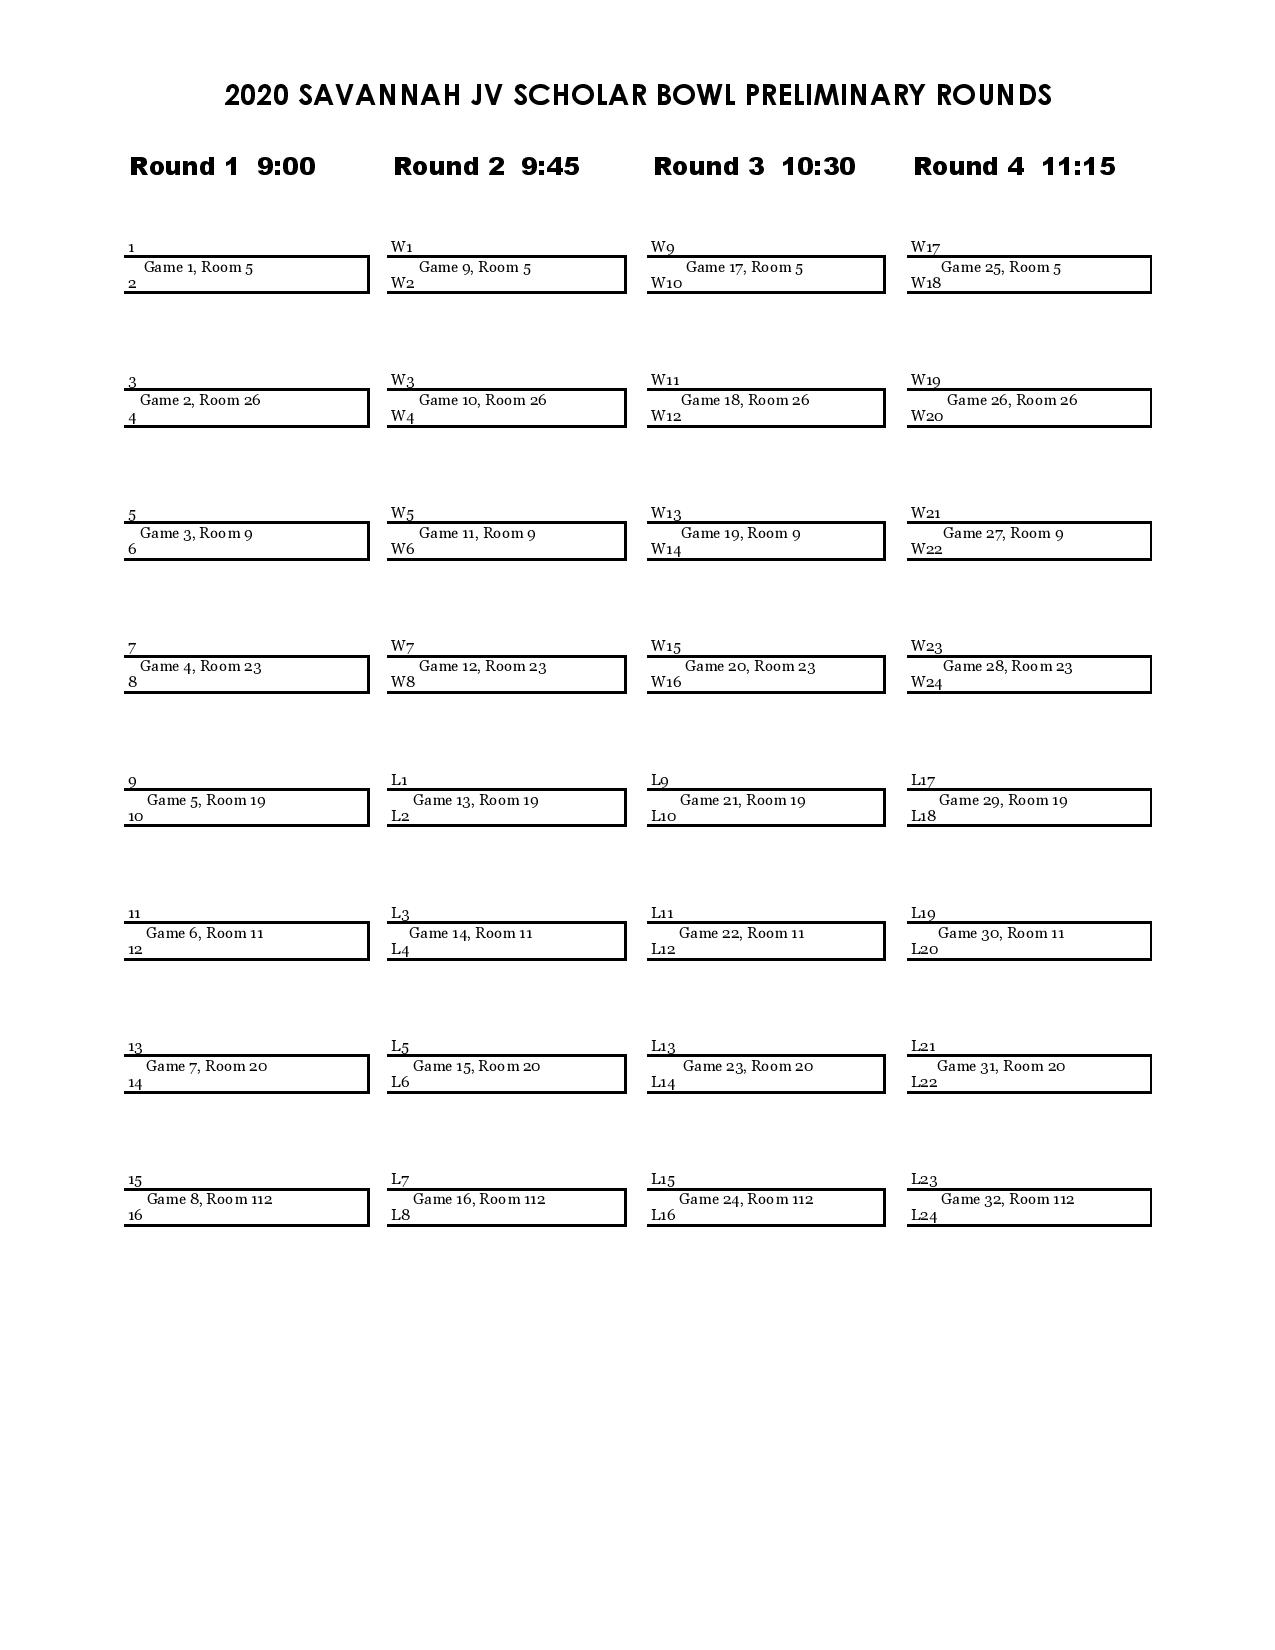 2020 SAVANNAH JV SCHOLAR BOWL PRELIMINARY ROUNDS
Round 1 9:00 Round 2 9:45 Round 3 10:30 Round 4 11:15
1 W1 W9 W17
Game 1, Room 5 Game 9, Room 5 Game 17, Room 5 Game 25, Room 5
2 W2 W10 W18
3 W3 W11 W19
Game 2, Room 26 Game 10, Room 26 Game 18, Room 26 Game 26, Room 26
4 W4 W12 W20
5 W5 W13 W21
Game 3, Room 9 Game 11, Room 9 Game 19, Room 9 Game 27, Room 9
6 W6 W14 W22
7 W7 W15 W23
Game 4, Room 23 Game 12, Room 23 Game 20, Room 23 Game 28, Room 23
8 W8 W16 W24
9 L1 L9 L17
Game 5, Room 19 Game 13, Room 19 Game 21, Room 19 Game 29, Room 19
10 L2 L10 L18
11 L3 L11 L19
Game 6, Room 11 Game 14, Room 11 Game 22, Room 11 Game 30, Room 11
12 L4 L12 L20
13 L5 L13 L21
Game 7, Room 20 Game 15, Room 20 Game 23, Room 20 Game 31, Room 20
14 L6 L14 L22
15 L7 L15 L23
Game 8, Room 112 Game 16, Room 112 Game 24, Room 112 Game 32, Room 112
16 L8 L16 L24